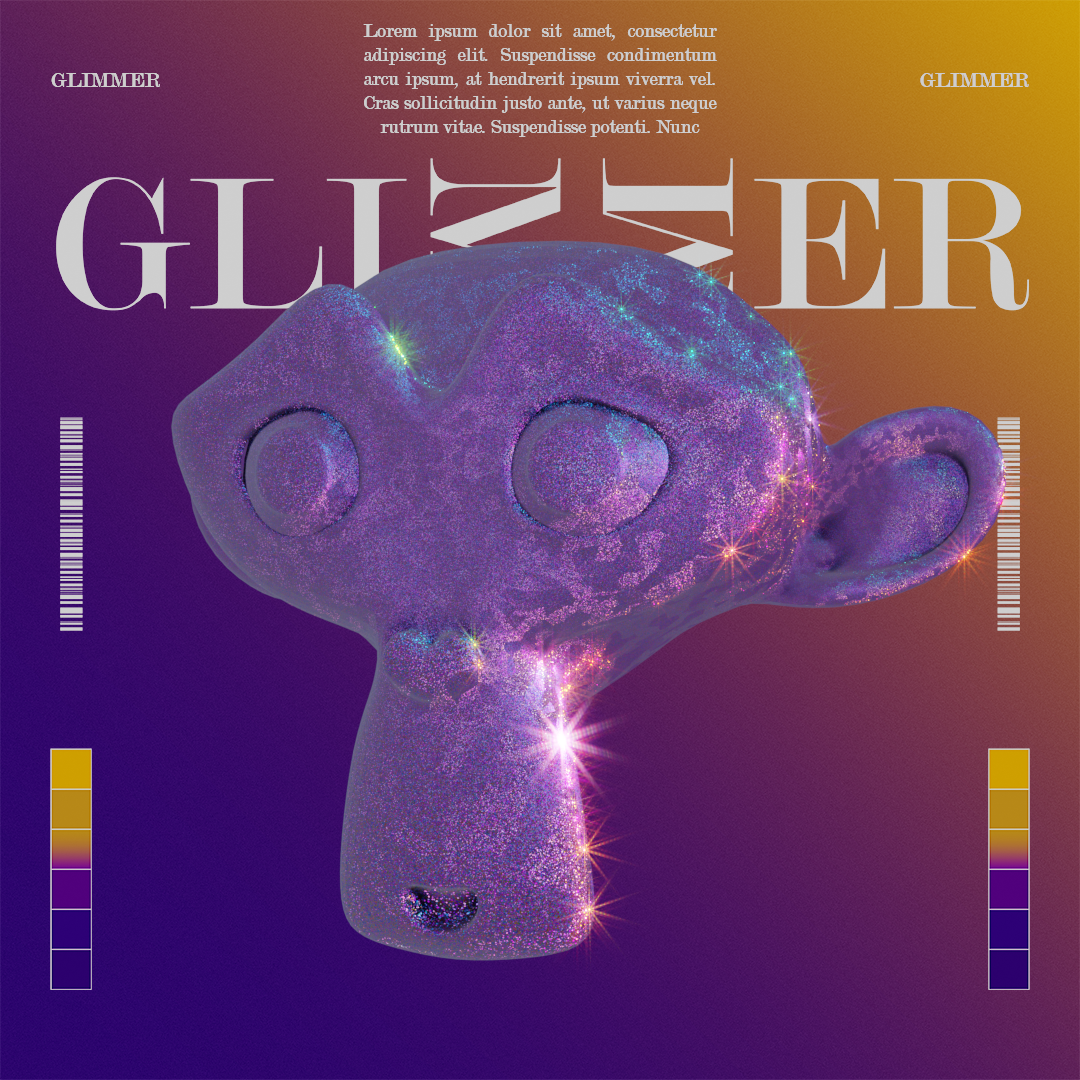 Lorem ipsum dolor sit amet, consectetur
adipiscing elit. Suspendisse condimentum
arcu ipsum, at hendrerit ipsum viverra vel.
Cras sollicitudin justo ante, ut varius neque
rutrum vitae. Suspendisse potenti. Nunc
GLIMMER
GLIMMER
GLIMMER